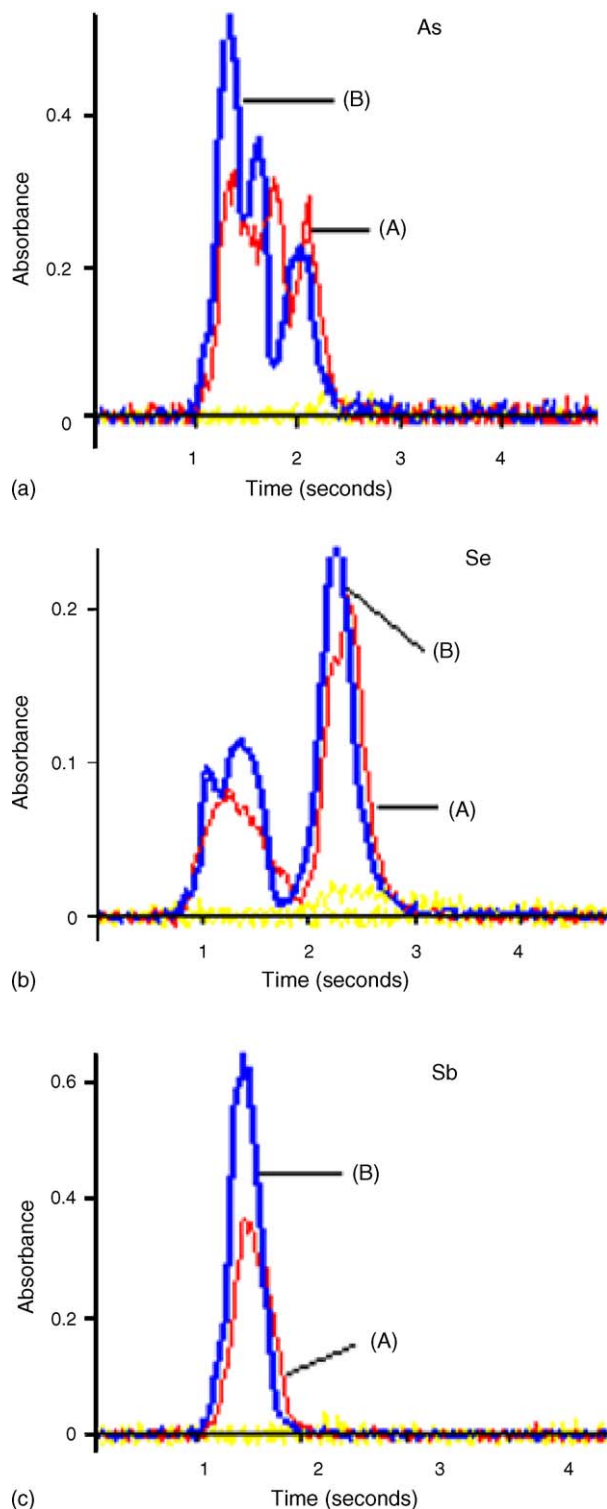 As
(B)
0.4
(A)
Absorbance
0.2
0
1 2 3 4
(a)
Time (seconds)
Se
0.2
(B)
Absorbance
0.1
(A)
0
1 2 3 4
(b)
Time (seconds)
Sb
0.6
(B)
0.4
Absorbance
0.2
(A)
0
1 2 3 4
(c)
Time (seconds)